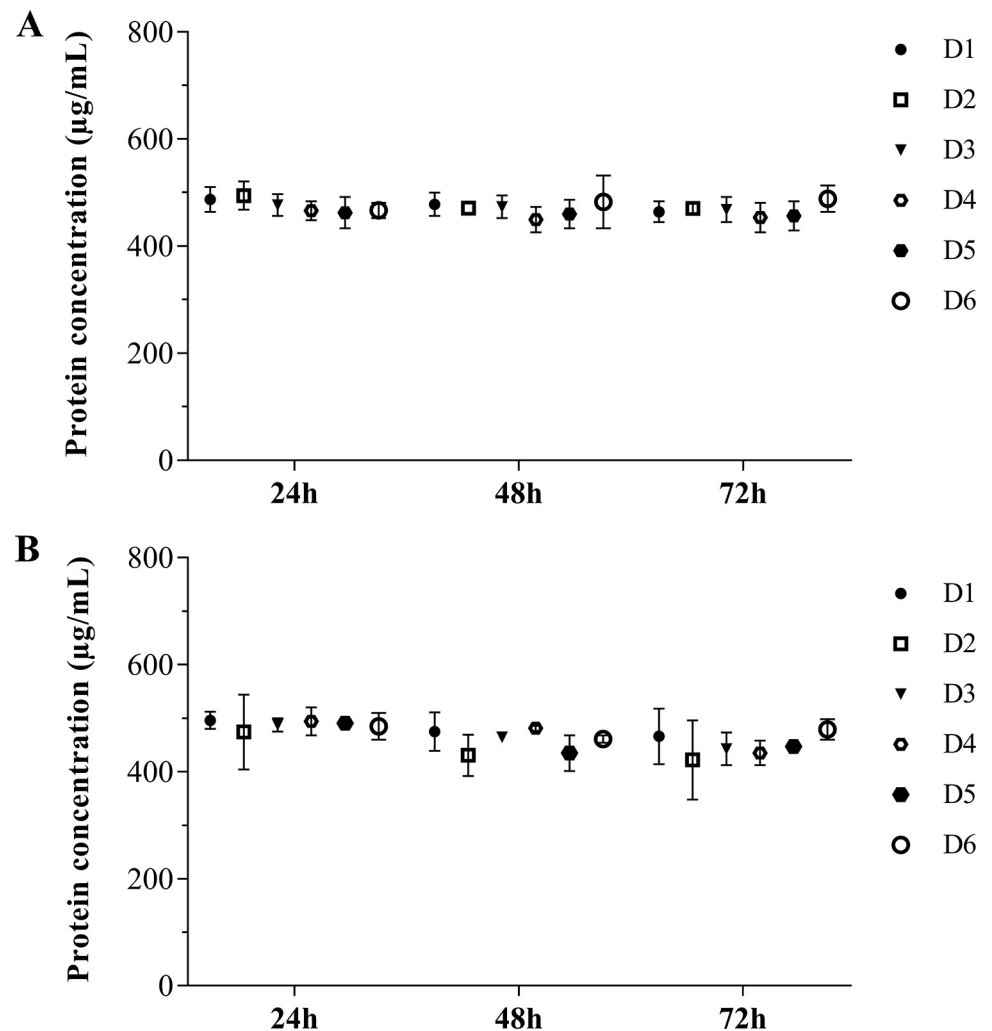 A
Protein concentration (µg/mL)
800
600
400
200
0
24h
48h
72h
D1
D2
D3
D4
D5
D6
B
Protein concentration (µg/mL)
800
600
400
200
0
24h
48h
72h
D1
D2
D3
D4
D5
D6